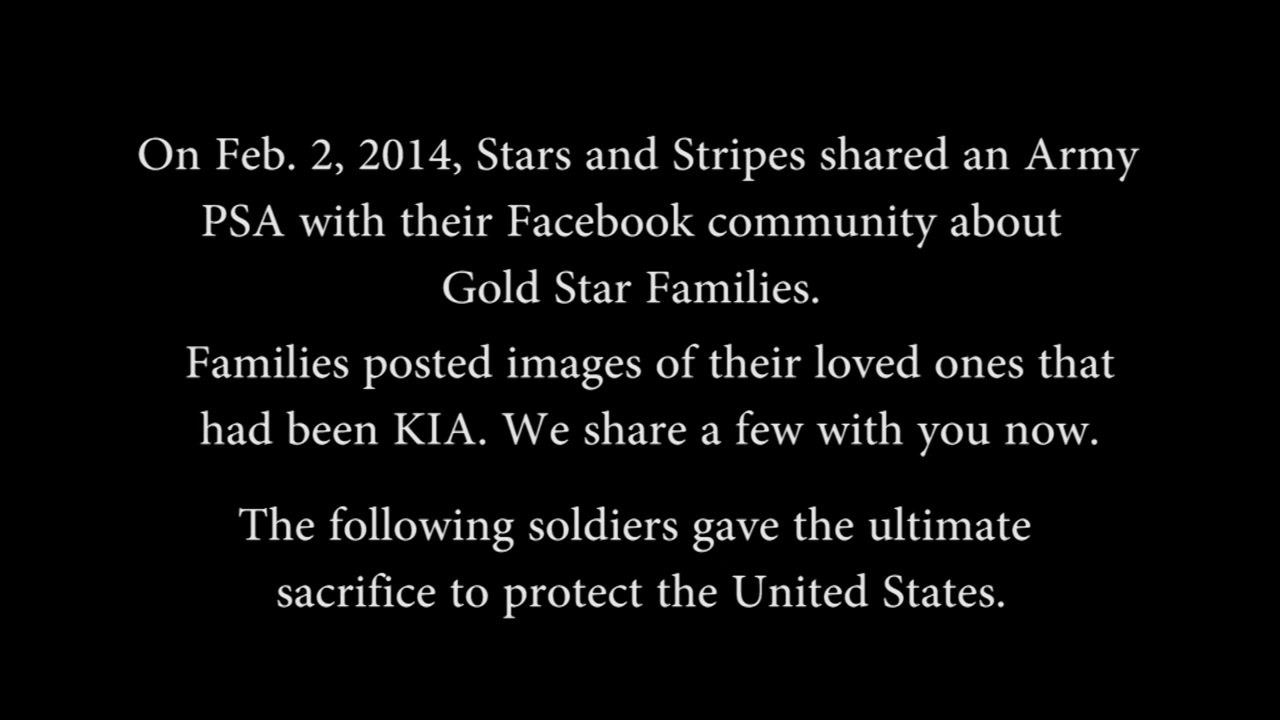 On Feb. 2, 2014, Stars and Stripes shared an Army
PSA with their Facebook community about
Gold Star Families.
Families posted images of their loved ones that
had been KIA. We share a few with you now.
The following soldiers gave the ultimate
sacrifice to protect the United States.